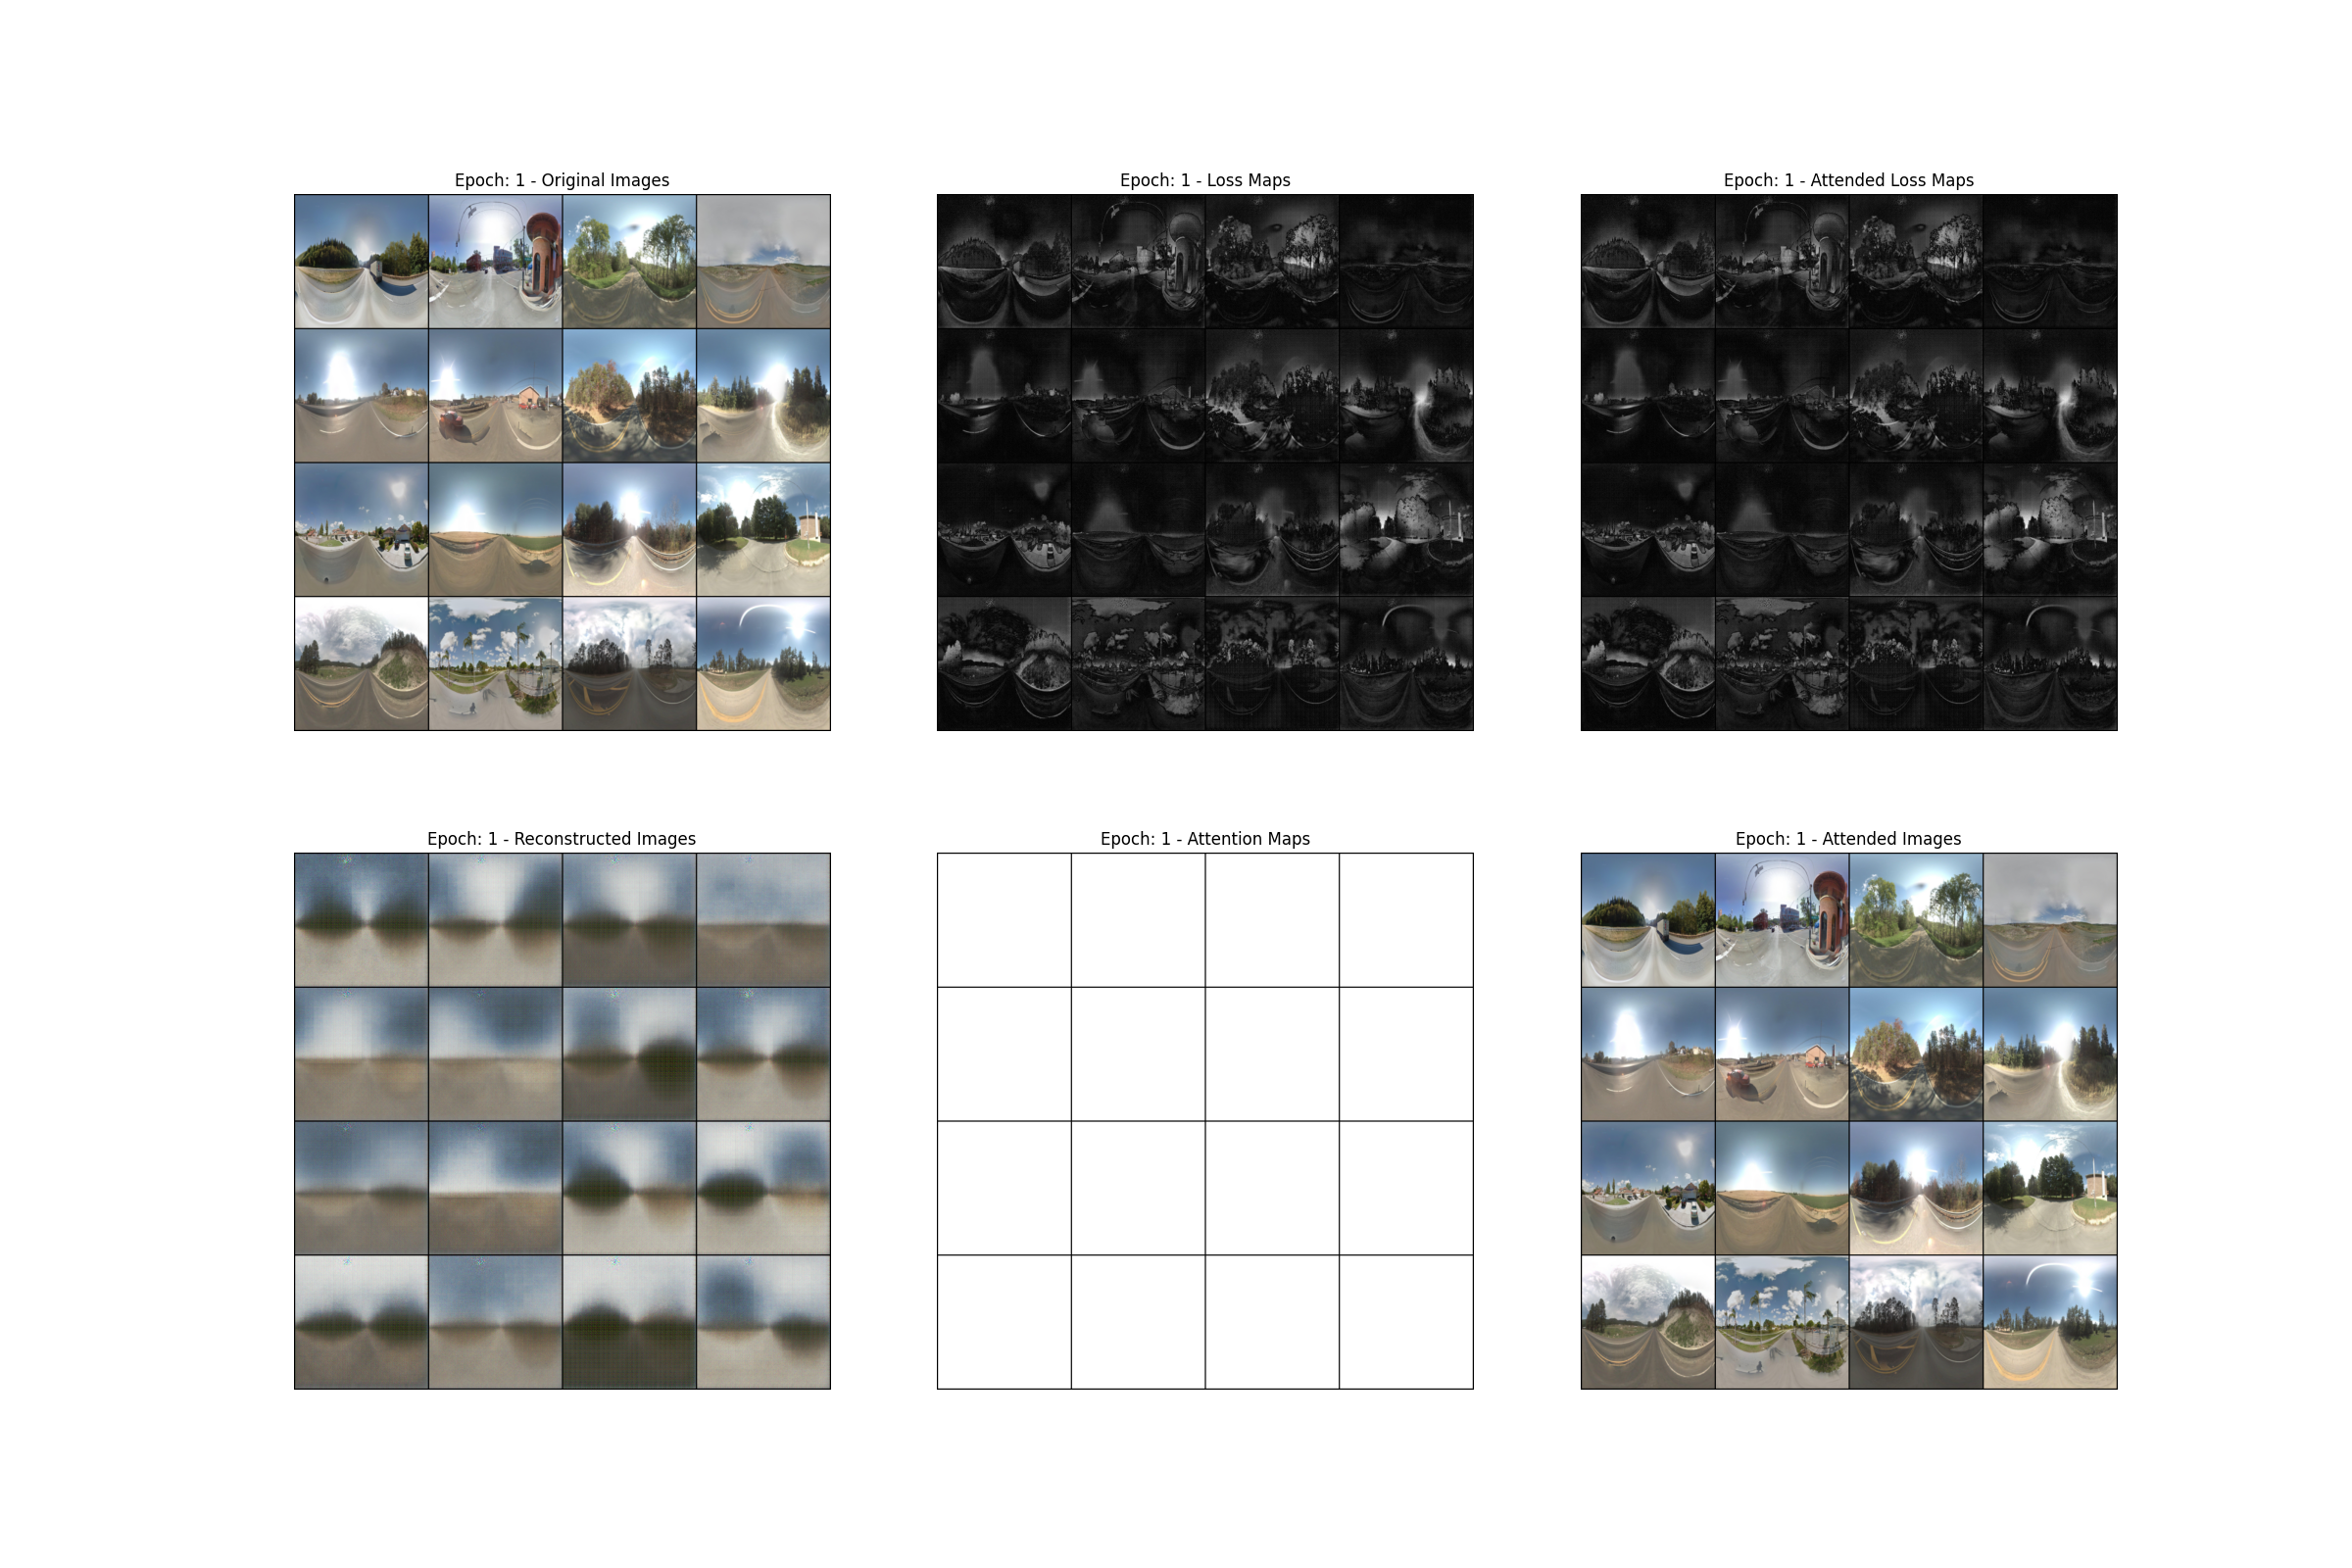 Epoch: 1 - Original Images
Epoch: 1 - Loss Maps
Epoch: 1 - Attended Loss Maps
Epoch: 1 - Reconstructed Images
Epoch: 1 - Attention Maps
Epoch: 1 - Attended Images